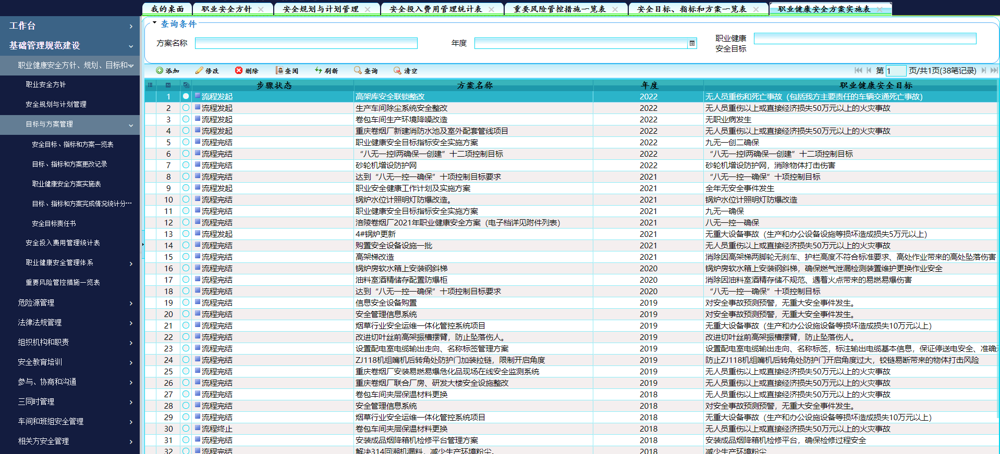 我的桌面 职业安全方针 安全规划与计划管理 安全投入费用管理统计表 重要风险管控措施一览表 安全目标、指标和方案一览表 职业健康安全方案实施表
工作台
基础管理规范建设
职业健康安全方针、规划、目标和
职业安全方针
安全规划与计划管理
目标与方案管理
安全目标、指标和方案一览表
目标、指标和方案更改记录
职业健康安全方案实施表
目标、指标和方案完成情况统计分…
安全目标责任书
安全投入费用管理统计表
职业健康安全管理体系
重要风险管控措施一览表
危险源管理
法律法规管理
组织机构和职责
安全教育培训
参与、协商和沟通
三同时管理
车间和班组安全管理
相关方安全管理
查询条件
方案名称 年度 职业健康安全目标
添加 修改 删除 查阅 刷新 查询 清空 第 1 页/共1页(38笔记录)
步骤状态 方案名称 年度 职业健康安全目标
1 流程发起 高架库安全联锁整改 2022 无人员重伤和死亡事故（包括我方主要责任的车辆交通死亡事故)
2 流程发起 生产车间除尘系统安全整改 2022 无人员重伤以上或直接经济损失50万元以上的火灾事故
3 流程发起 卷包车间生产环境降噪改造 2022 无职业病发生
4 流程发起 重庆卷烟厂新建消防水池及室外配套管线项目 2022 无人员重伤以上或直接经济损失50万元以上的火灾事故
5 流程完结 职业健康安全目标指标安全实施方案 2022 九无一创二确保
6 流程完结 “八无一控|两确保一创建”十二项控制目标 2022 “八无一控|两确保一创建”十二项控制目标
7 流程完结 砂轮机增设防护网 2022 砂轮机增设防护网，消除物体打击伤害
8 流程完结 达到“八无一控一确保”十项控制目标要求 2022 “八无一控一确保”十项控制目标
9 流程发起 职业安全健康工作计划及实施方案 2021 全年无安全事件发生
10 流程完结 锅炉水位计照明灯防爆改造。 2021 锅炉水位计照明灯防爆改造
11 流程完结 职业健康安全目标指标安全实施方案 2021 九无一确保
12 流程完结 涪陵卷烟厂2021年职业健康安全方案（电子档详见附件列表） 2021 八无一控一确保
13 流程发起 4#锅炉更新 2021 无重大设备事故（生产和办公设备设施等损坏造成损失5万元以上）
14 流程完结 购置安全设备设施一批 2021 无人员重伤以上或直接经济损失50万元以上的火灾事故
15 流程完结 高架梯改造 2021 消除因高架梯两脚轮无刹车、护栏高度不符合标准要求、高处作业带来的高处坠落伤害
16 流程完结 锅炉房软水箱上安装钢斜梯 2020 锅炉房软水箱上安装钢斜梯，确保燃气泄漏检测装置维护更换作业安全
17 流程完结 油料室酒精储存配置防爆柜 2020 消除因油料室酒精存储不规范、遇着火点带来的易燃易爆伤害
18 流程完结 达到“八无一控一确保”十项控制目标要求 2020 “八无一控一确保”十项控制目标
19 流程完结 信息安全设备购置 2019 对安全事故预测预警，无重大安全事件发生。
20 流程完结 安全管理信息系统 2019 对安全事故预测预警，无重大安全事件发生。
21 流程完结 烟草行业安全运维一体化管控系统项目 2019 无重大设备事故（生产和办公设施设备等损坏造成损失10万元以上）
22 流程完结 改进切叶丝前高架振槽摆臂，防止坠落伤人。 2019 改进切叶丝前高架振槽摆臂，防止坠落伤人。
23 流程完结 设置配电室电缆输出走向、名称标签管理方案 2019 设置配电室电缆输出走向、名称标签，标注输出电缆基本信息，保证停送电安全、准确
24 流程完结 ZJ118机组嘴机后转角处防护门加装拉链，限制开启角度 2019 防止ZJ118机组嘴机后转角处防护门开启角度过大，铰链易断带来的物体打击风险
25 流程完结 重庆卷烟厂安装易燃易爆危化品现场在线安全监测系统 2019 无人员重伤以上或直接经济损失50万元以上的火灾事故
26 流程完结 重庆卷烟厂联合厂房、研发大楼安全设施整改 2019 无人员重伤以上或直接经济损失50万元以上的火灾事故
27 流程完结 卷包车间夹层保温材料更换 2018 无人员重伤以上或直接经济损失50万元以上的火灾事故
28 流程完结 安全管理信息系统 2018 对安全事故预测预警，无重大安全事件发生。
29 流程完结 烟草行业安全运维一体化管控系统项目 2018 无重大设备事故（生产和办公设施设备等损坏造成损失10万元以上）
30 流程终止 卷包车间夹层保温材料更换 2018 无人员重伤以上或直接经济损失50万元以上的火灾事故
31 流程完结 安装成品烟降箱机检修平台管理方案 2018 安装成品烟降箱机检修平台，确保检修过程安全
32 流程完结 解决314回潮机漏料，减少生产环境粉尘。 2018 减少生产环境粉尘